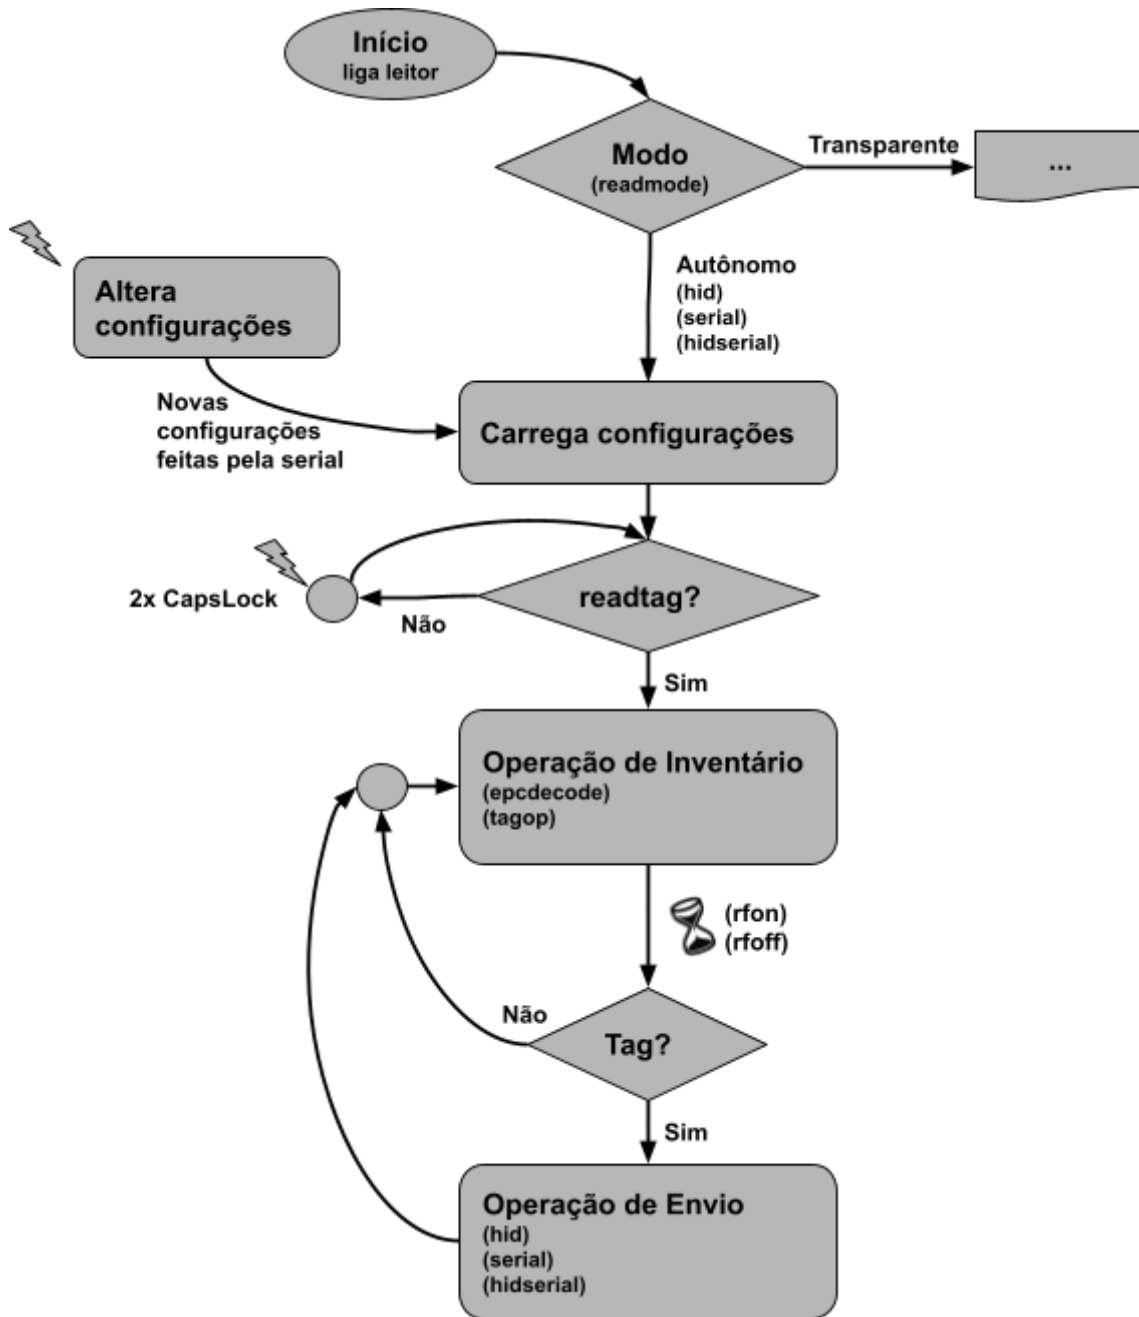 Início
liga leitor
Modo
(readmode)
Transparente
...
Autônomo
(hid)
(serial)
(hidserial)
Altera
configurações
Novas
configurações
feitas pela serial
Carrega configurações
2x CapsLock
Não
readtag?
Sim
Operação de Inventário
(epcdecode)
(tagop)
(rfon)
(rfoff)
Não
Tag?
Sim
Operação de Envio
(hid)
(serial)
(hidserial)